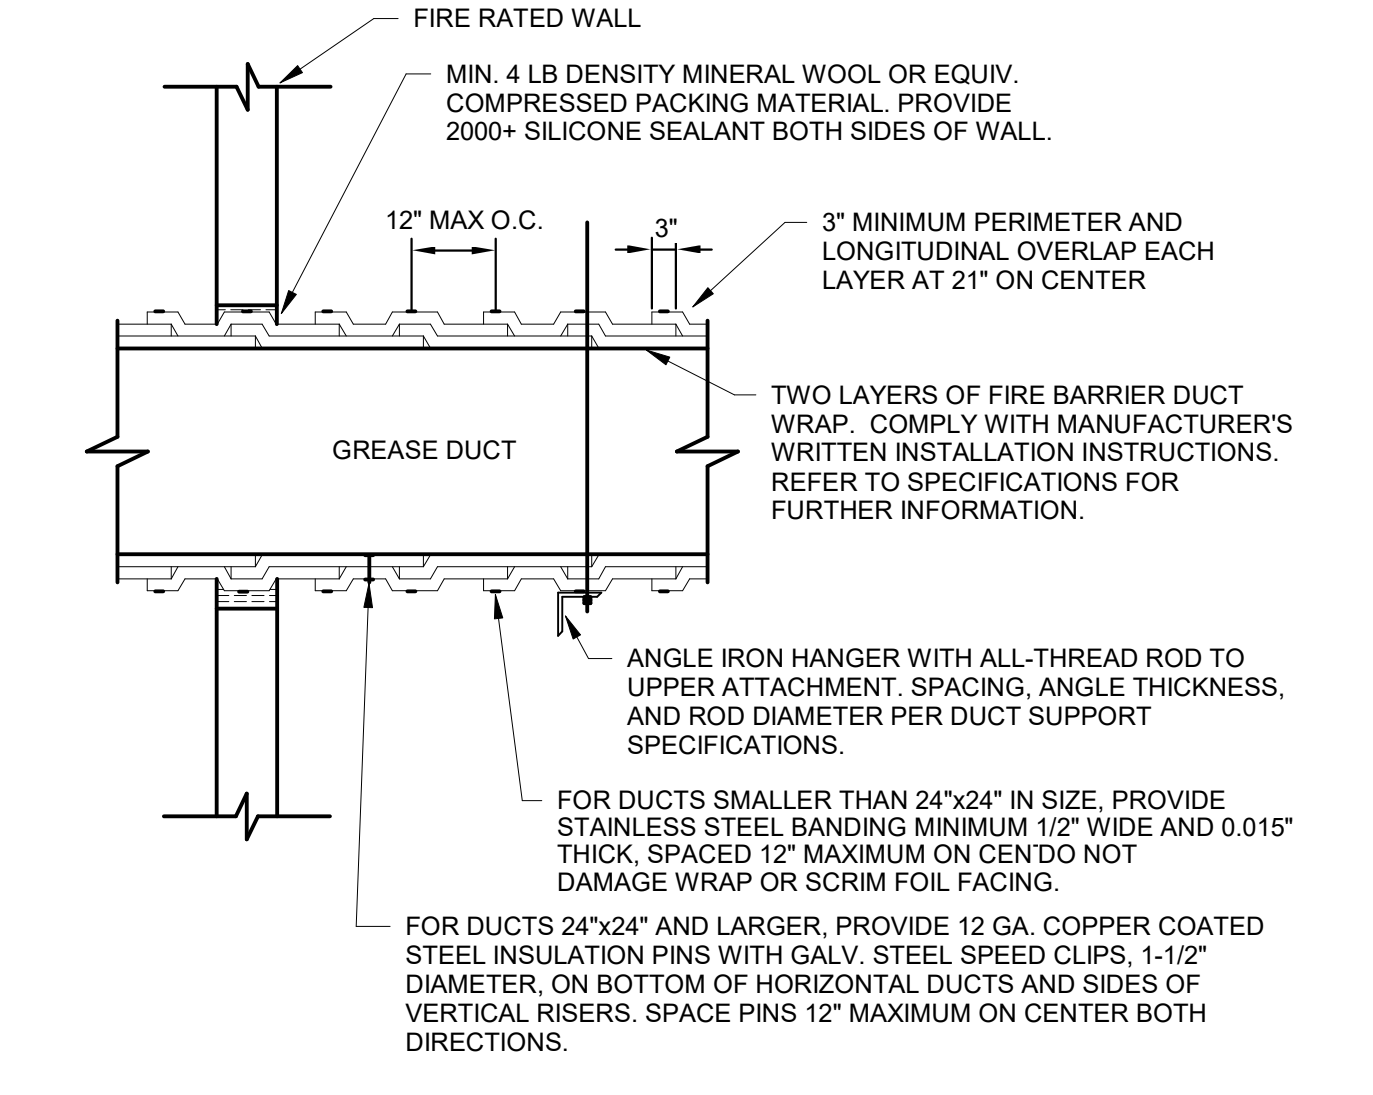 FIRE RATED WALL
MIN. 4 LB DENSITY MINERAL WOOL OR EQUIV.
COMPRESSED PACKING MATERIAL. PROVIDE
2000+ SILICONE SEALANT BOTH SIDES OF WALL.
12" MAX O.C.
3"
3" MINIMUM PERIMETER AND
LONGITUDINAL OVERLAP EACH
LAYER AT 21" ON CENTER
TWO LAYERS OF FIRE BARRIER DUCT
WRAP.  COMPLY WITH MANUFACTURER'S
WRITTEN INSTALLATION INSTRUCTIONS.
REFER TO SPECIFICATIONS FOR
FURTHER INFORMATION.
GREASE DUCT
ANGLE IRON HANGER WITH ALL-THREAD ROD TO
UPPER ATTACHMENT. SPACING, ANGLE THICKNESS,
AND ROD DIAMETER PER DUCT SUPPORT
SPECIFICATIONS.
FOR DUCTS SMALLER THAN 24"x24" IN SIZE, PROVIDE
STAINLESS STEEL BANDING MINIMUM 1/2" WIDE AND 0.015"
THICK, SPACED 12" MAXIMUM ON CEN DO NOT
DAMAGE WRAP OR SCRIM FOIL FACING.
FOR DUCTS 24"x24" AND LARGER, PROVIDE 12 GA. COPPER COATED
STEEL INSULATION PINS WITH GALV. STEEL SPEED CLIPS, 1-1/2"
DIAMETER, ON BOTTOM OF HORIZONTAL DUCTS AND SIDES OF
VERTICAL RISERS. SPACE PINS 12" MAXIMUM ON CENTER BOTH
DIRECTIONS.